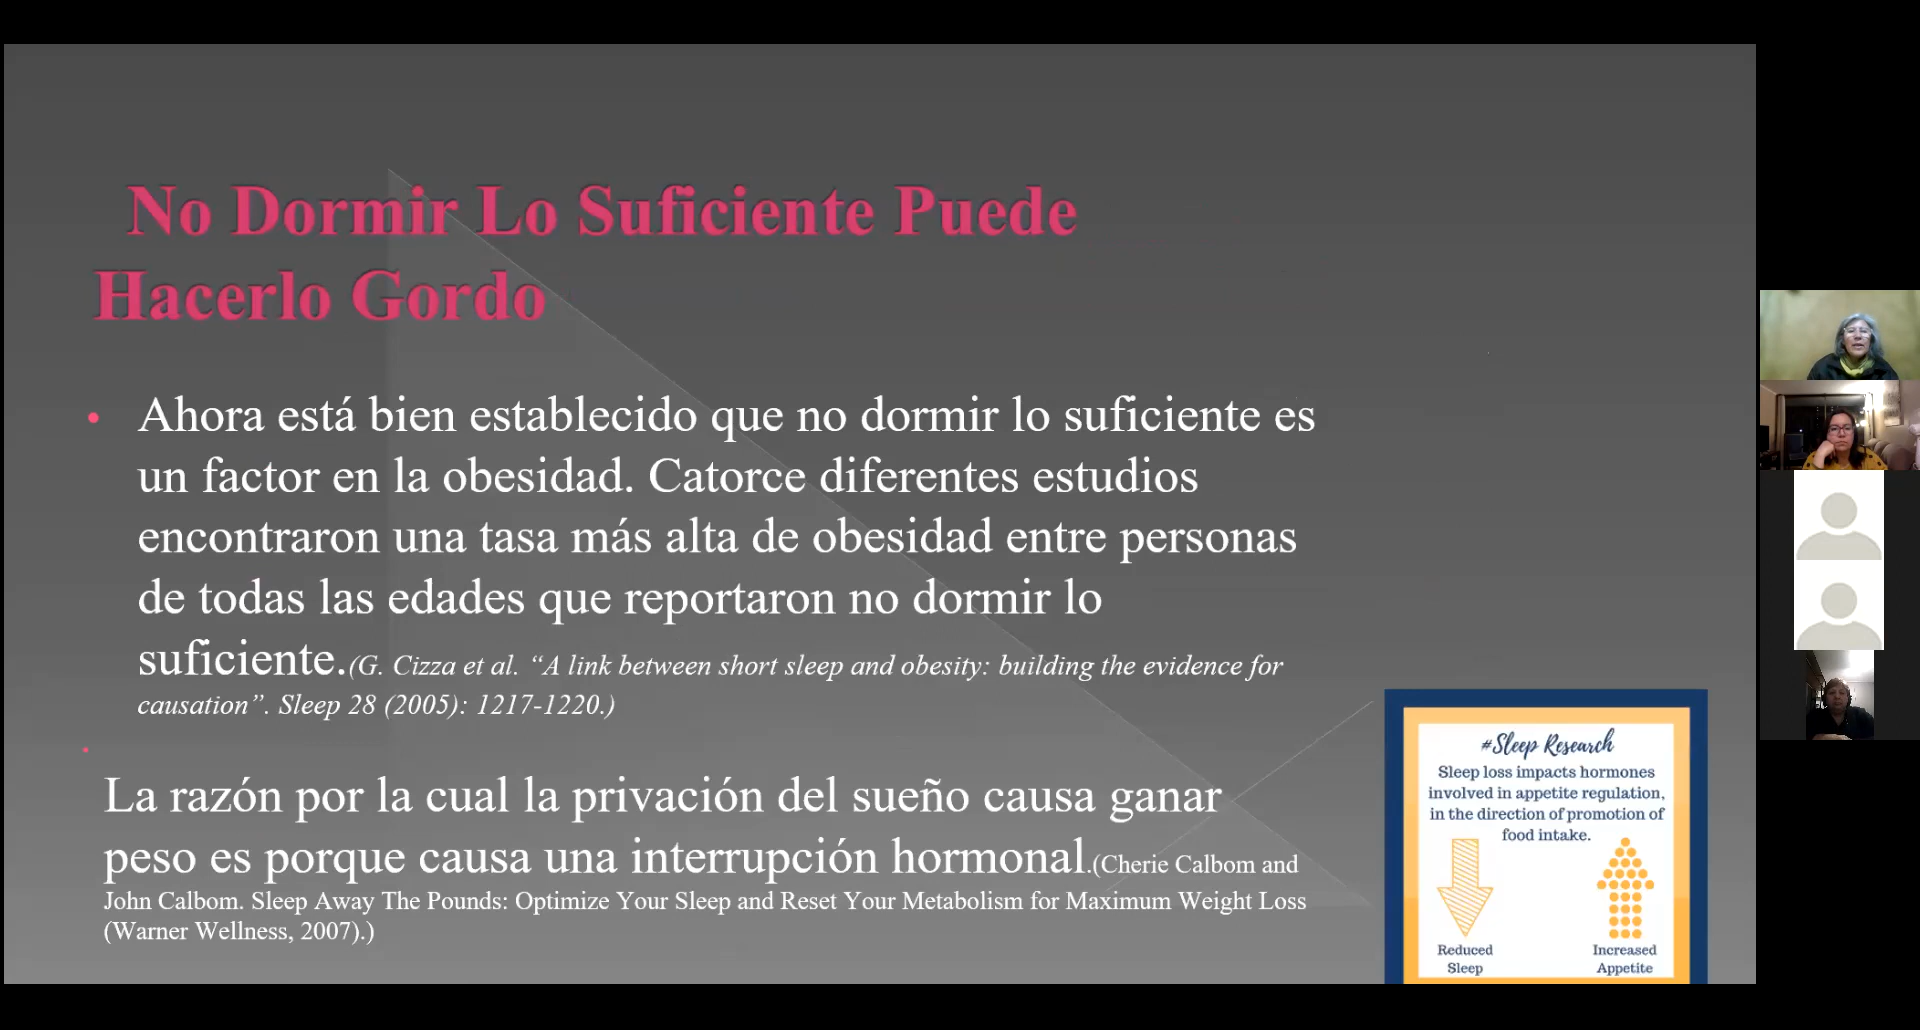 No Dormir Lo Suficiente Puede
Hacerlo Gordo
• Ahora está bien establecido que no dormir lo suficiente es
un factor en la obesidad. Catorce diferentes estudios
encontraron una tasa más alta de obesidad entre personas
de todas las edades que reportaron no dormir lo
suficiente.(G. Cizza et al. “A link between short sleep and obesity: building the evidence for
causation”. Sleep 28 (2005): 1217-1220.)
•
La razón por la cual la privación del sueño causa ganar
peso es porque causa una interrupción hormonal.(Cherie Calbom and
John Calbom. Sleep Away The Pounds: Optimize Your Sleep and Reset Your Metabolism for Maximum Weight Loss
(Warner Wellness, 2007).)
#Sleep Research
Sleep loss impacts hormones
involved in appetite regulation,
in the direction of promotion of
food intake.
Reduced
Sleep
Increased
Appetite